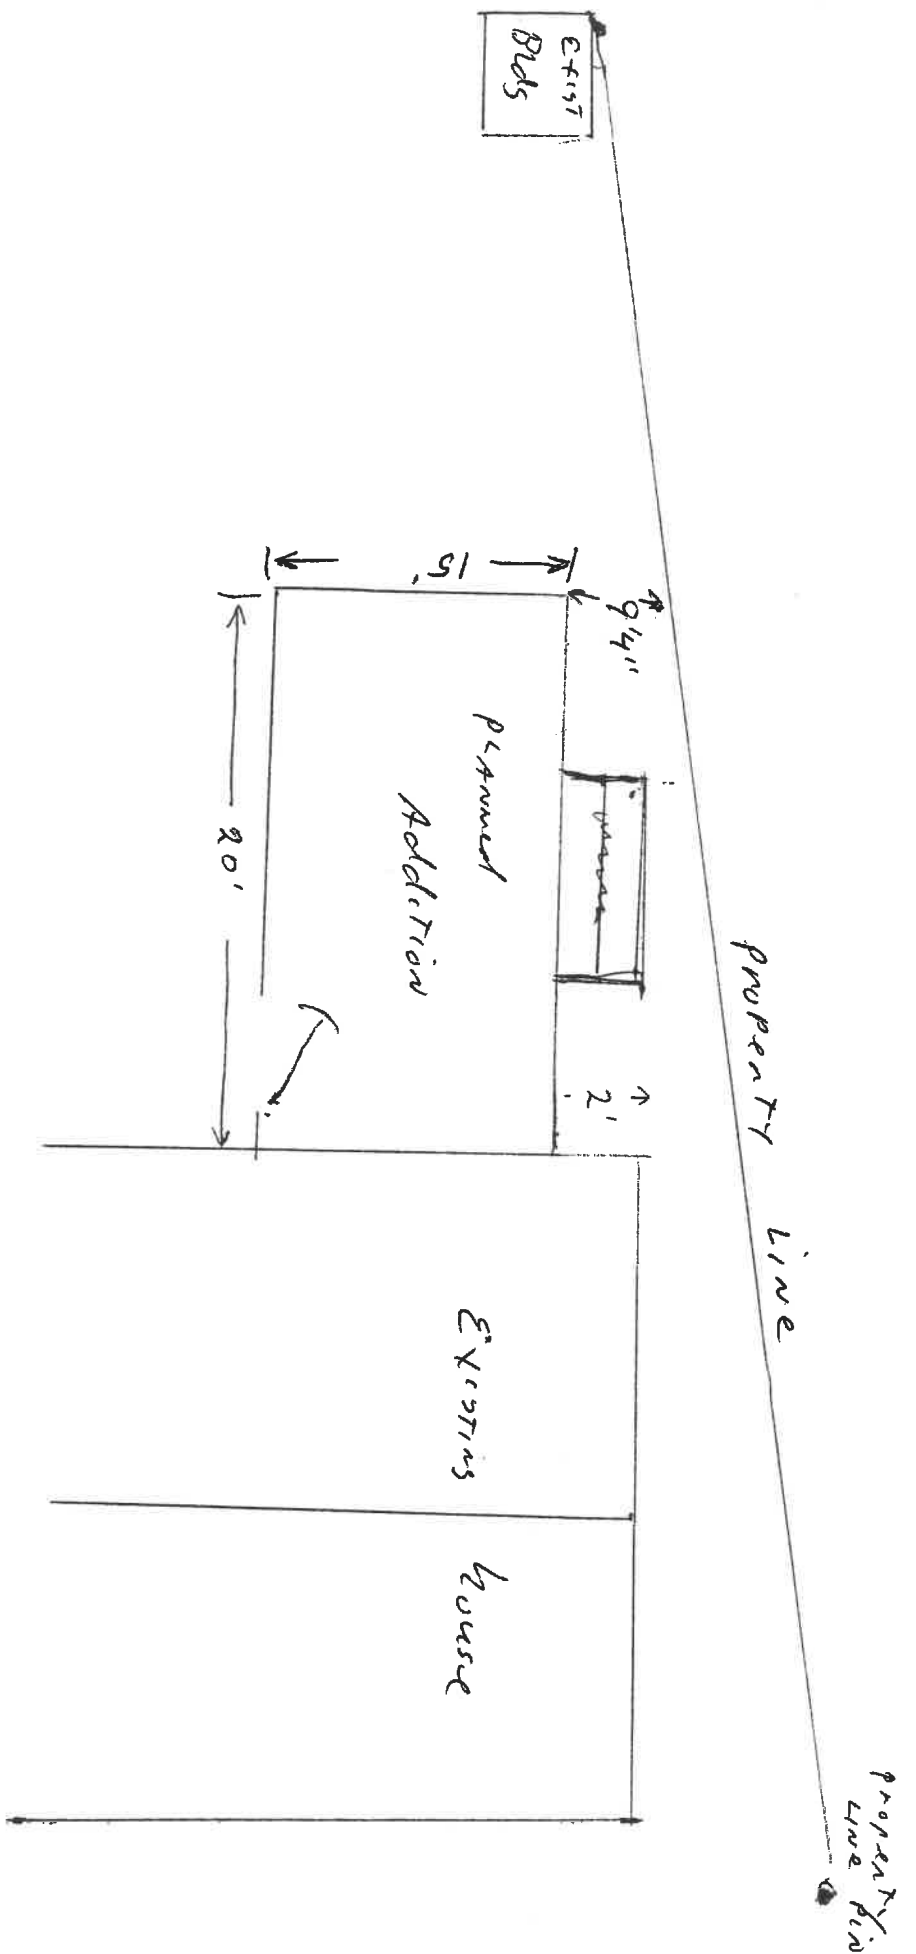 Exist
Bldg
15'
9'4"
20'
Planned
Addition
2'
Property Line
Existing House
Property
Line Pin